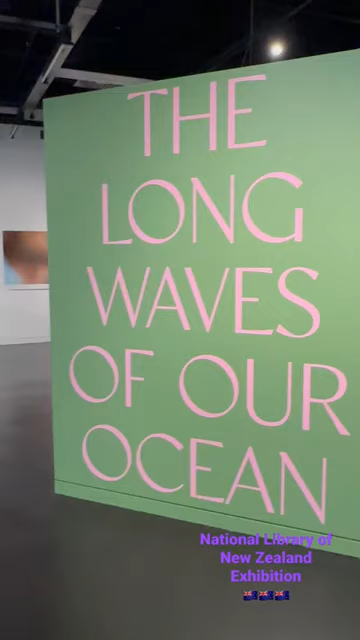 THE
LONG
WAVES
OF OUR
OCEAN
National Library of
New Zealand
Exhibition
🇳🇿🇳🇿🇳🇿